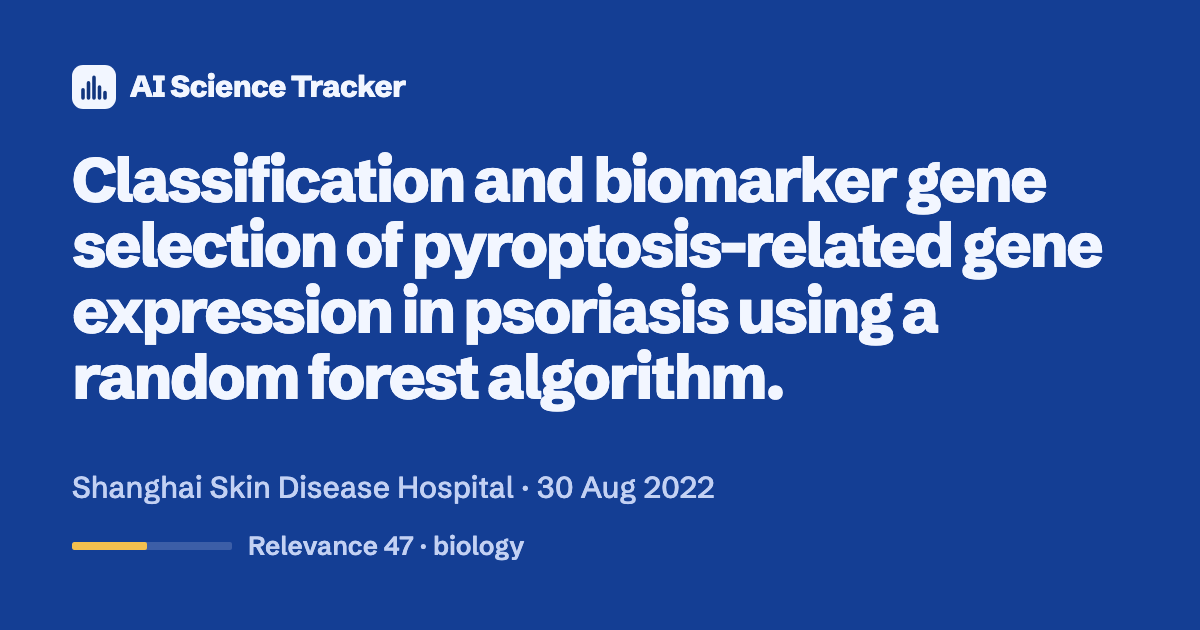 AI Science Tracker
Classification and biomarker gene
selection of pyroptosis-related gene
expression in psoriasis using a
random forest algorithm.
Shanghai Skin Disease Hospital · 30 Aug 2022
Relevance 47 · biology